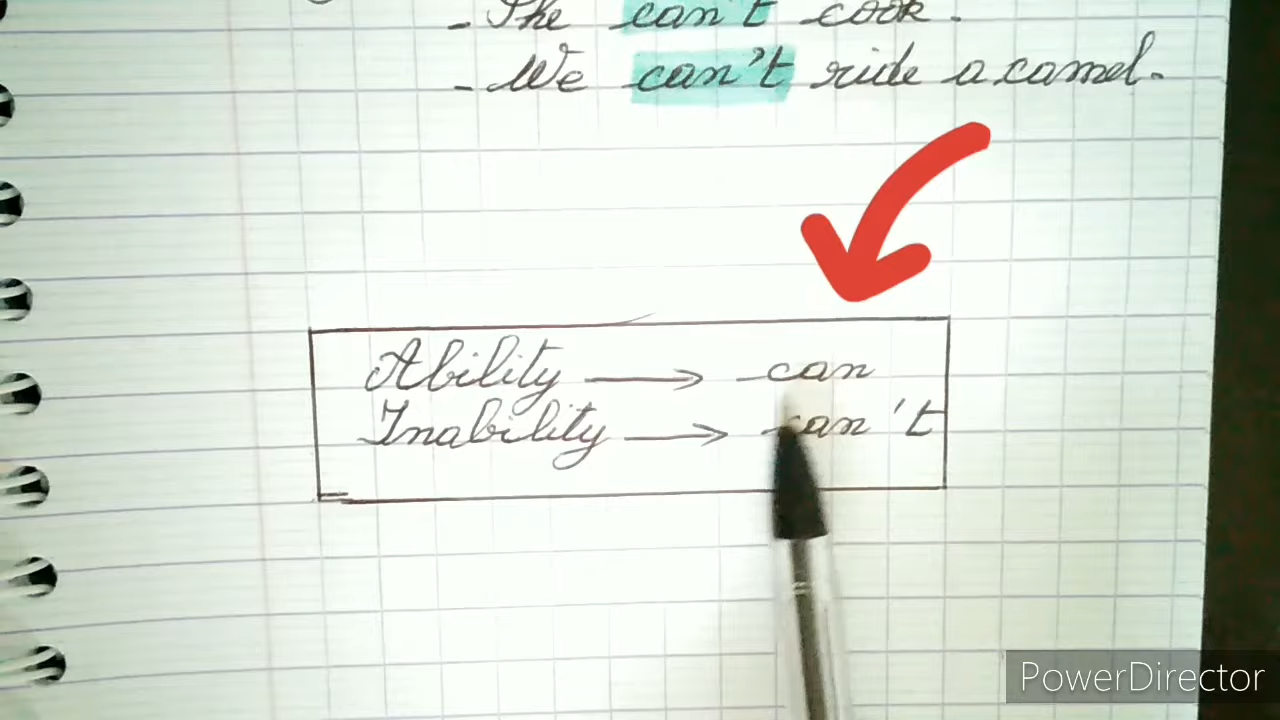 - She can't cook.
- We can't ride a camel.
Ability → can
Inability → can't
PowerDirector